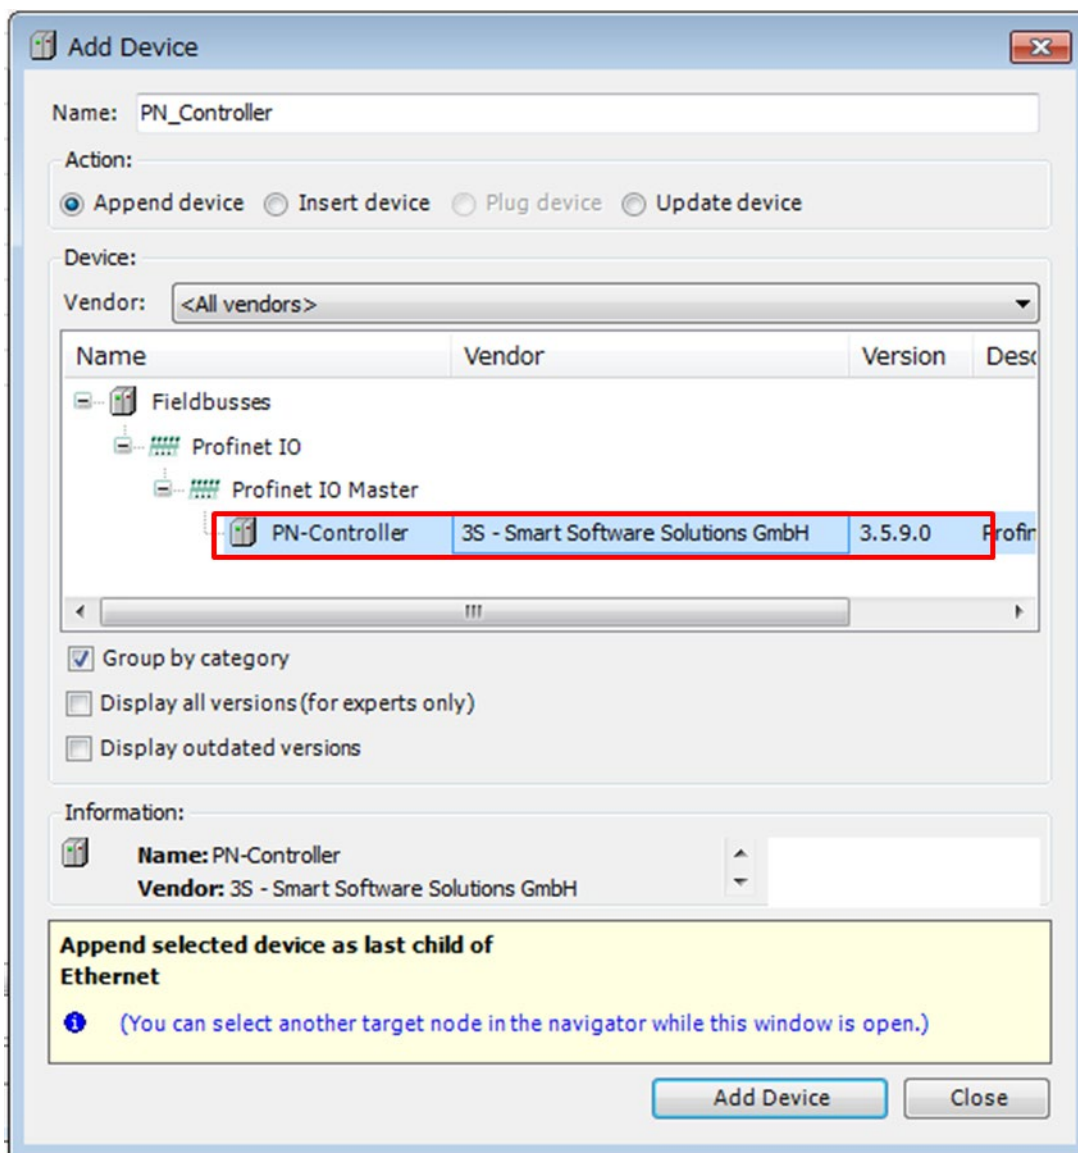 Add Device
Name: PN_Controller
Action:
Append device Insert device Plug device Update device
Device:
Vendor: <All vendors>
Name Vendor Version Desc
Fieldbusses
Profinet IO
Profinet IO Master
PN-Controller 3S - Smart Software Solutions GmbH 3.5.9.0 Profin
Group by category
Display all versions (for experts only)
Display outdated versions
Information:
Name: PN-Controller
Vendor: 3S - Smart Software Solutions GmbH
Append selected device as last child of
Ethernet
(You can select another target node in the navigator while this window is open.)
Add Device Close